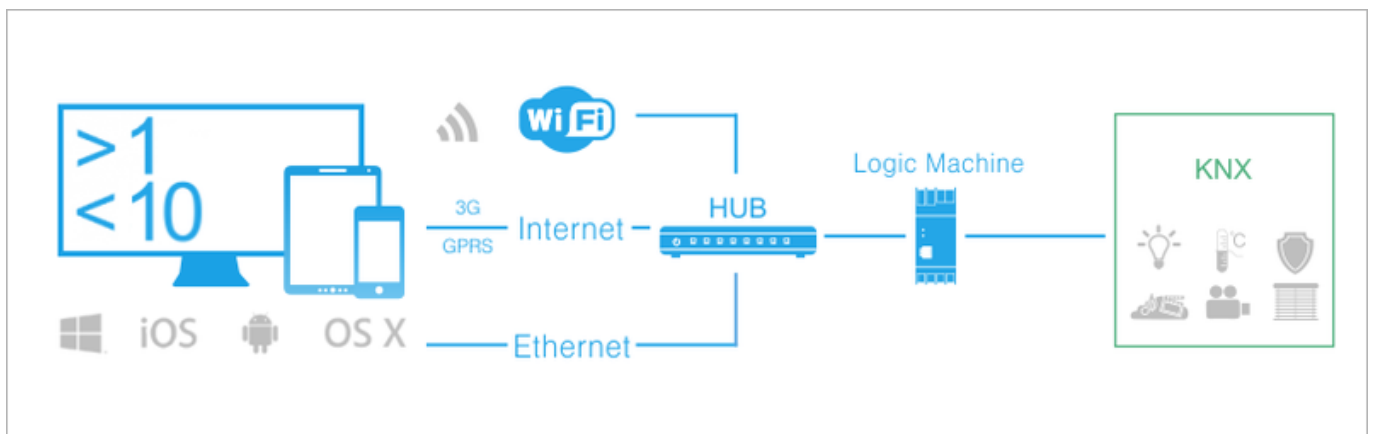 > 1
< 10
iOS
OS X
WiFi
3G
GPRS
Internet
Ethernet
HUB
Logic Machine
KNX
°C